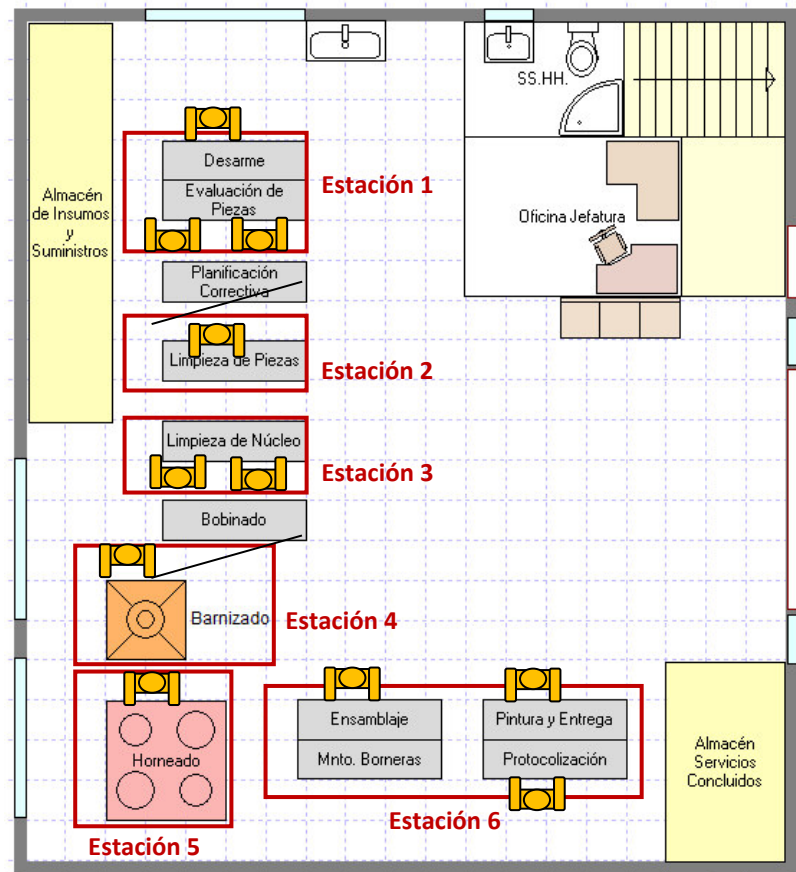 SS.HH.
Desarme
Evaluación de
Piezas
Estación 1
Almacén
de Insumos
y
Suministros
Oficina Jefatura
Planificación
Correctiva
Limpieza de Piezas
Estación 2
Limpieza de Núcleo
Estación 3
Bobinado
Barnizado
Estación 4
Ensamblaje
Mnto. Borneras
Pintura y Entrega
Protocolización
Almacén
Servicios
Concluidos
Horneado
Estación 6
Estación 5